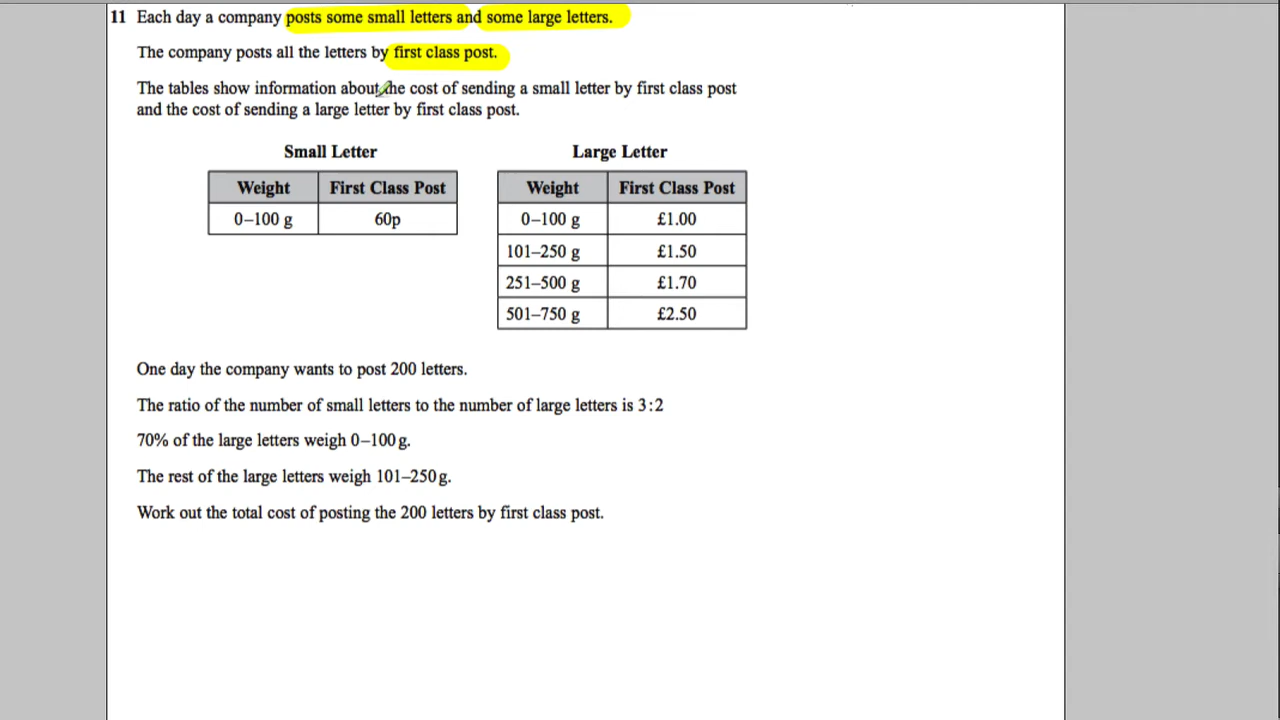 11 Each day a company posts some small letters and some large letters.
The company posts all the letters by first class post.
The tables show information about the cost of sending a small letter by first class post
and the cost of sending a large letter by first class post.
Small Letter
Weight First Class Post
0–100 g 60p
Large Letter
Weight First Class Post
0–100 g £1.00
101–250 g £1.50
251–500 g £1.70
501–750 g £2.50
One day the company wants to post 200 letters.
The ratio of the number of small letters to the number of large letters is 3:2
70% of the large letters weigh 0–100 g.
The rest of the large letters weigh 101–250 g.
Work out the total cost of posting the 200 letters by first class post.